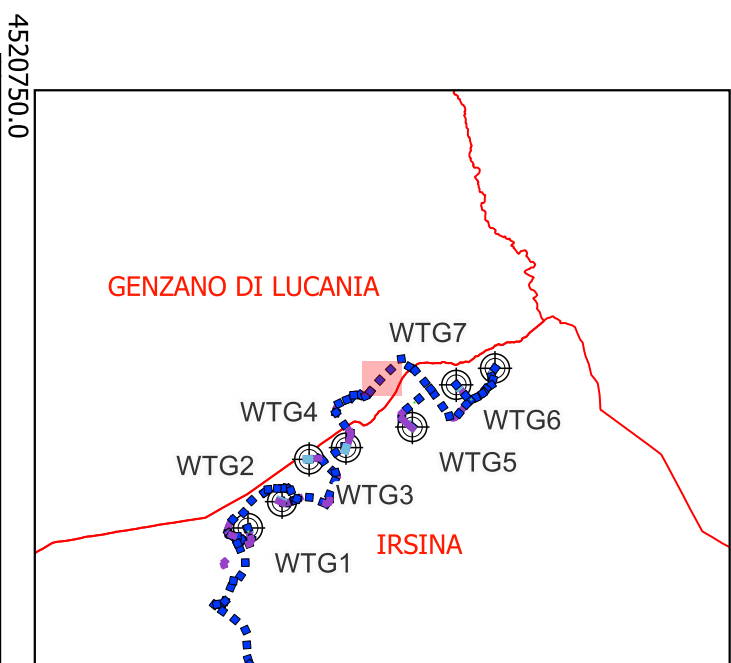 4520750.0
GENZANO DI LUCANIA
WTG7
WTG4
WTG6
WTG2
WTG5
WTG3
IRSINA
WTG1